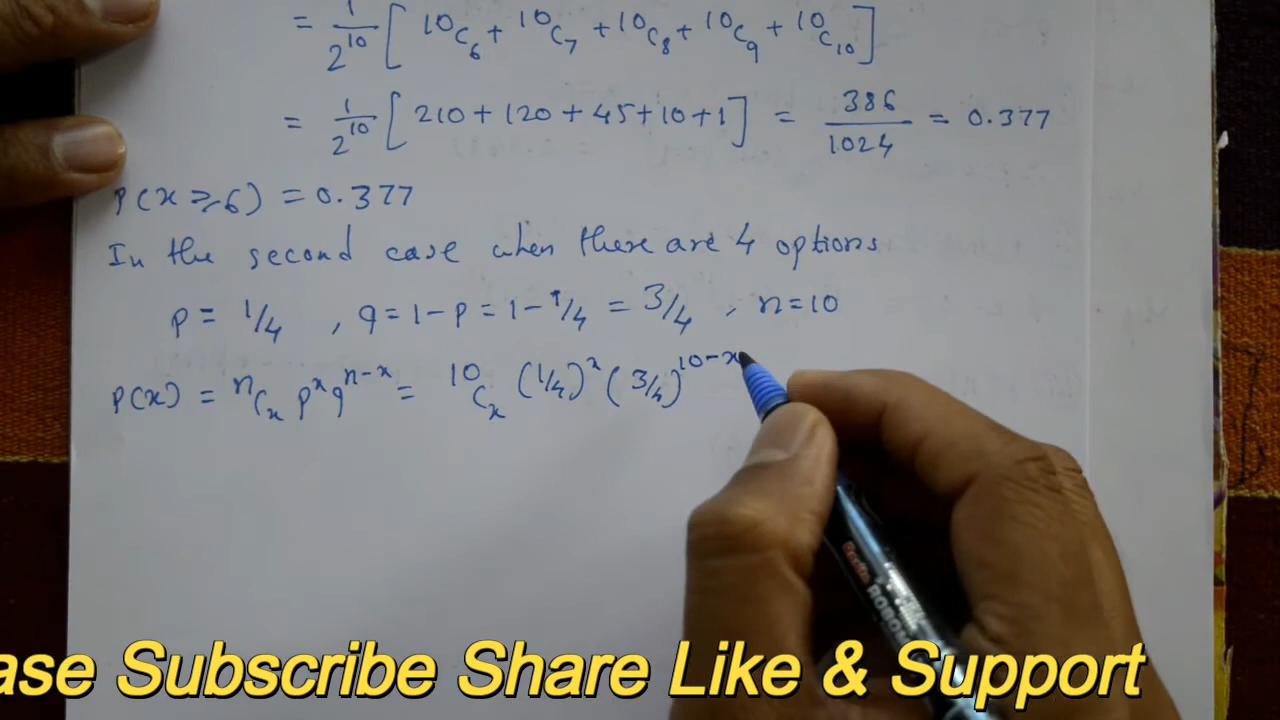 = 1/2^10 [ 10C6 + 10C7 + 10C8 + 10C9 + 10C10 ]
= 1/2^10 [ 210 + 120 + 45 + 10 + 1 ] = 386/1024 = 0.377
P(x ≥ 6) = 0.377
In the second case when there are 4 options
p = 1/4 , q = 1 - p = 1 - 1/4 = 3/4 , n = 10
P(x) = nCx p^x q^n-x = 10Cx (1/4)^x (3/4)^10-x
ase Subscribe Share Like & Support